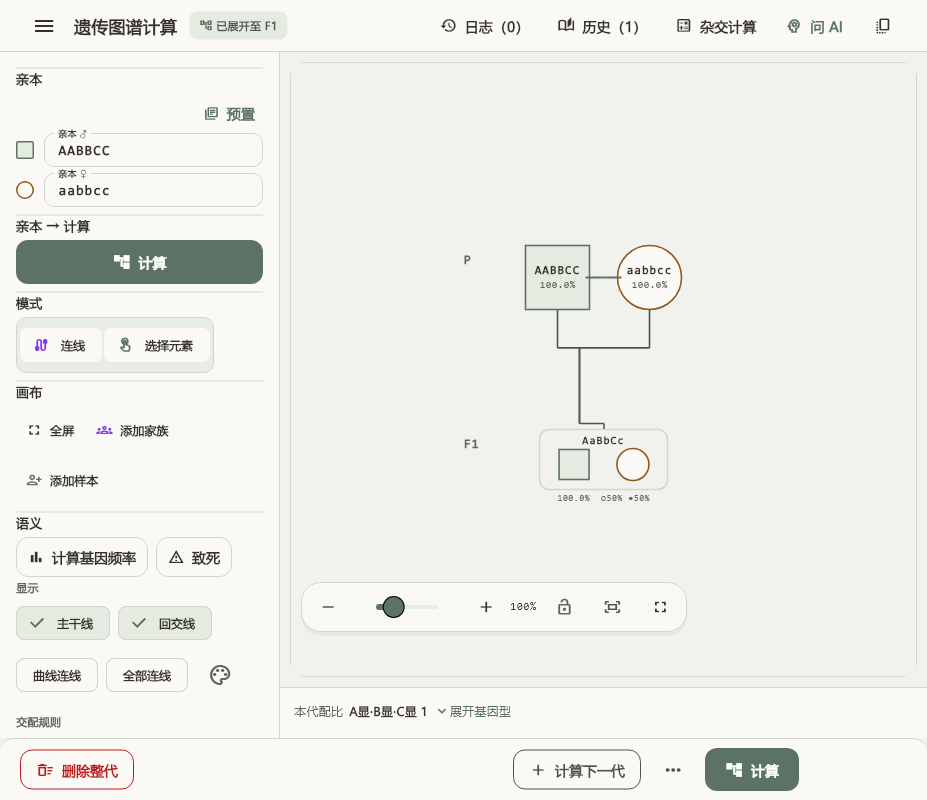 遗传图谱计算
已展开至 F1
日志（0）
历史（1）
杂交计算
问 AI
亲本
预置
亲本 ♂
AABBCC
亲本 ♀
aabbcc
亲本 → 计算
计算
模式
连线
选择元素
画布
全屏
添加家族
添加样本
语义
计算基因频率
致死
显示
主干线
回交线
曲线连线
全部连线
交配规则
P
AABBCC
100.0%
aabbcc
100.0%
F1
AaBbCc
100.0% ○50% ●50%
100%
本代配比 A显·B显·C显 1 展开基因型
删除整代
计算下一代
计算